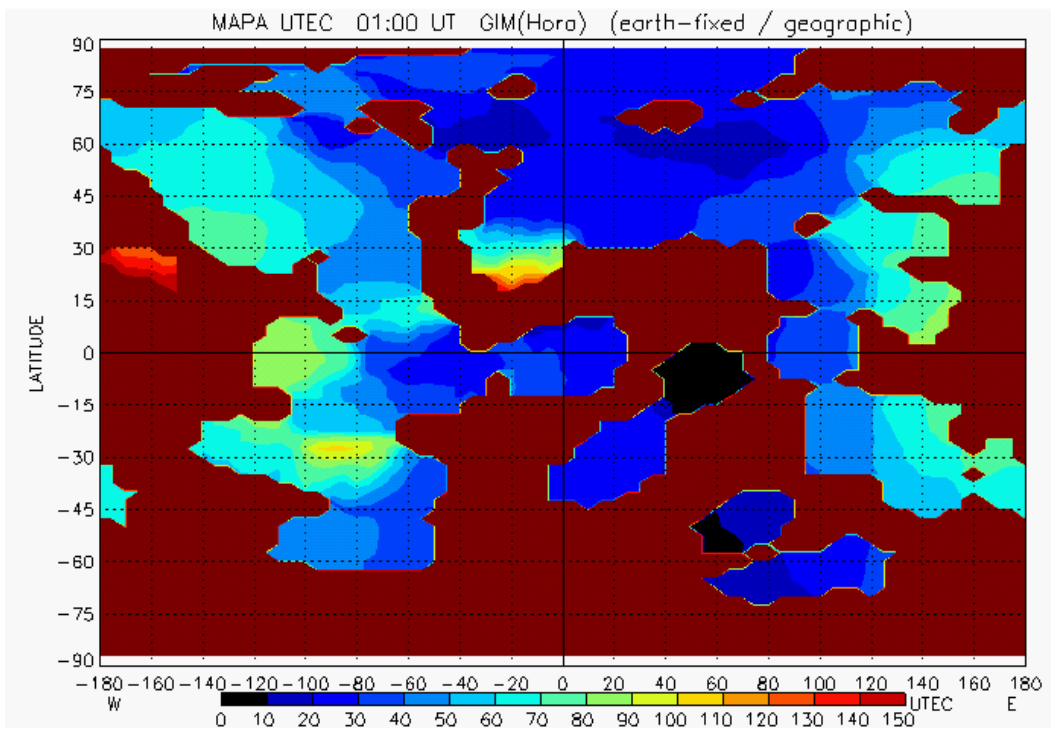 MAPA UTEC 01:00 UT GIM(Hora) (earth-fixed / geographic)
90
75
60
45
30
15
0
-15
-30
-45
-60
-75
-90
LATITUDE
-180 -160 -140 -120 -100 -80 -60 -40 -20 0 20 40 60 80 100 120 140 160 180
W UTEC E
0 10 20 30 40 50 60 70 80 90 100 110 120 130 140 150